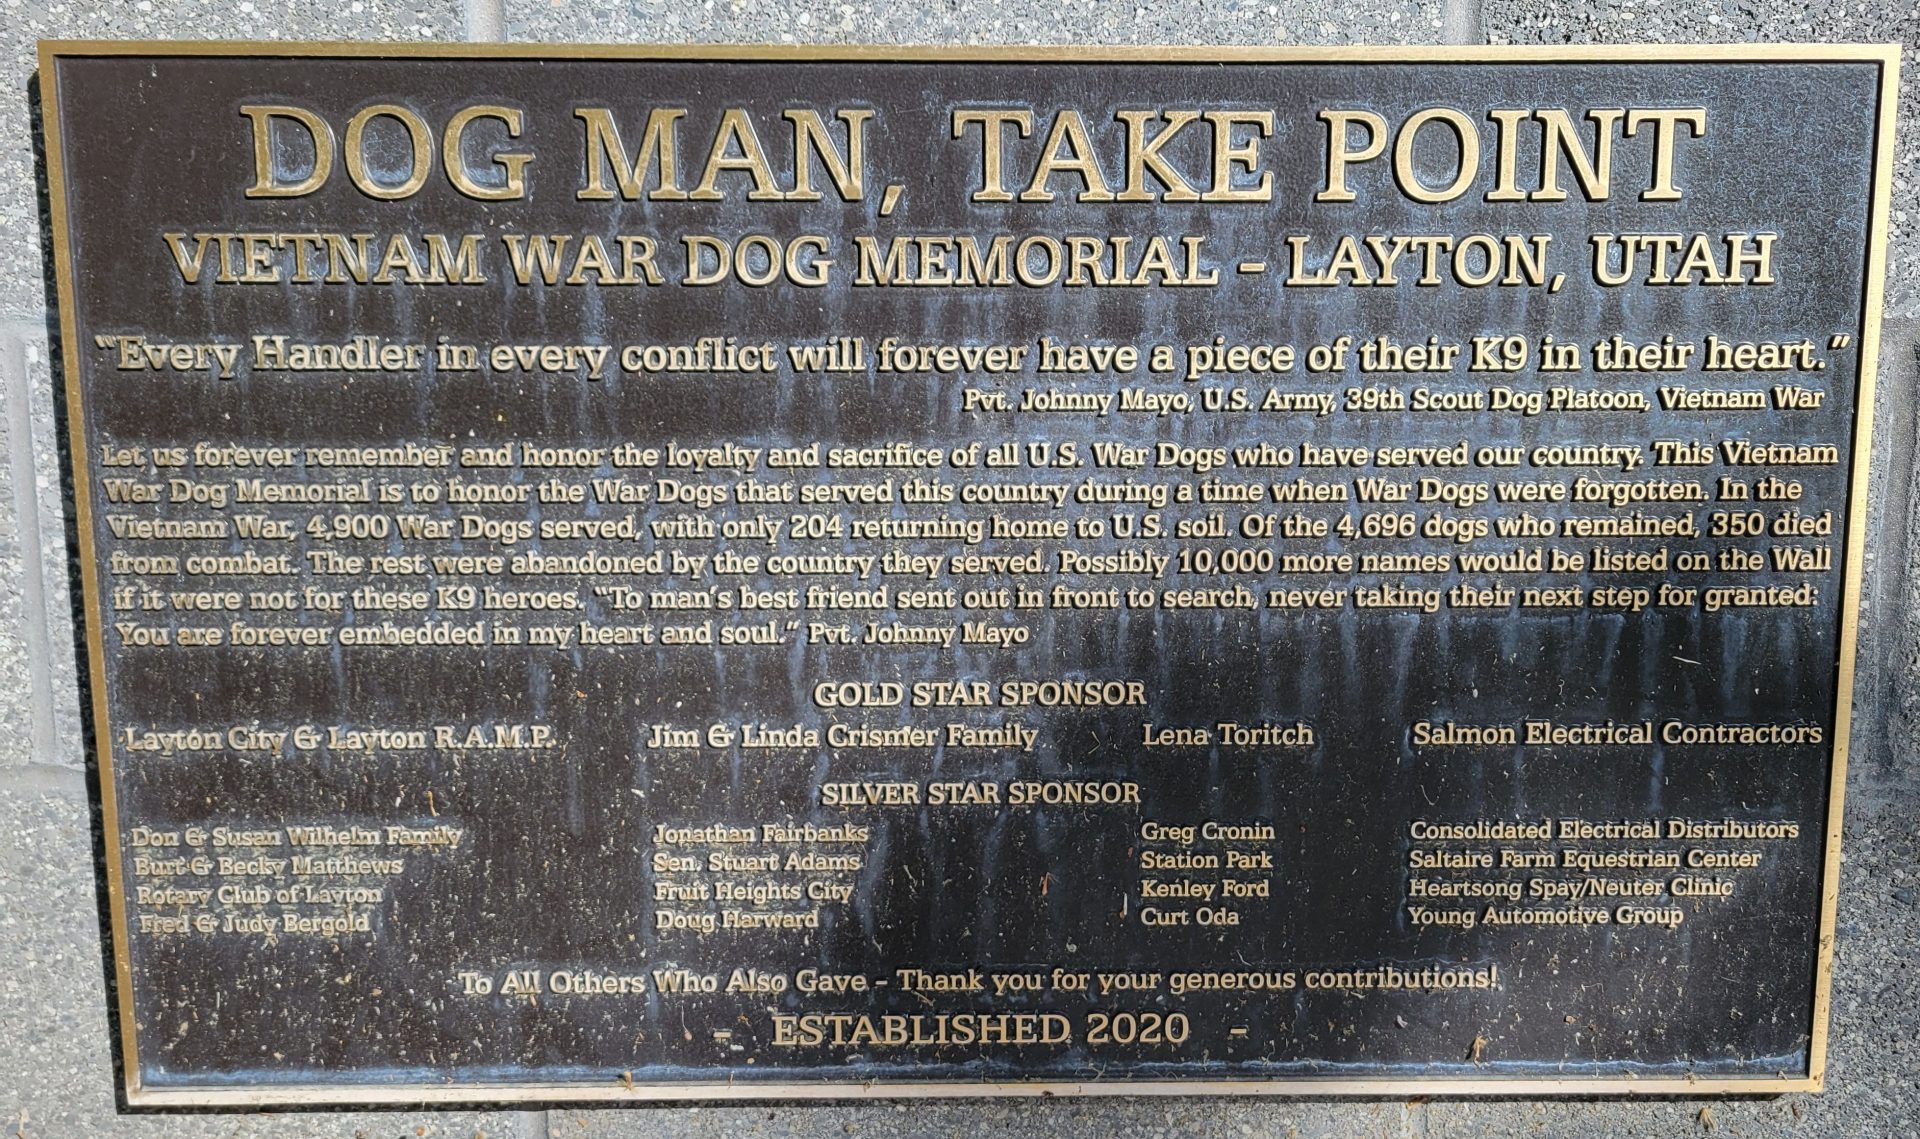 DOG MAN, TAKE POINT
VIETNAM WAR DOG MEMORIAL – LAYTON, UTAH
"Every Handler in every conflict will forever have a piece of their K9 in their heart."
Pvt. Johnny Mayo, U.S. Army, 39th Scout Dog Platoon, Vietnam War
Let us forever remember and honor the loyalty and sacrifice of all U.S. War Dogs who have served our country. This Vietnam
War Dog Memorial is to honor the War Dogs that served this country during a time when War Dogs were forgotten. In the
Vietnam War, 4,900 War Dogs served, with only 204 returning home to U.S. soil. Of the 4,696 dogs who remained, 350 died
from combat. The rest were abandoned by the country they served. Possibly 10,000 more names would be listed on the Wall
if it were not for these K9 heroes. "To man's best friend sent out in front to search, never taking their next step for granted:
You are forever embedded in my heart and soul." Pvt. Johnny Mayo
GOLD STAR SPONSOR
Layton City & Layton R.A.M.P. Jim & Linda Crismer Family Lena Toritch Salmon Electrical Contractors
SILVER STAR SPONSOR
Don & Susan Wilhelm Family Jonathan Fairbanks Greg Cronin Consolidated Electrical Distributors
Burt & Becky Matthews Sen. Stuart Adams Station Park Saltaire Farm Equestrian Center
Rotary Club of Layton Fruit Heights City Kenley Ford Heartsong Spay/Neuter Clinic
Fred & Judy Bergold Doug Harward Curt Oda Young Automotive Group
To All Others Who Also Gave – Thank you for your generous contributions!
– ESTABLISHED 2020 –